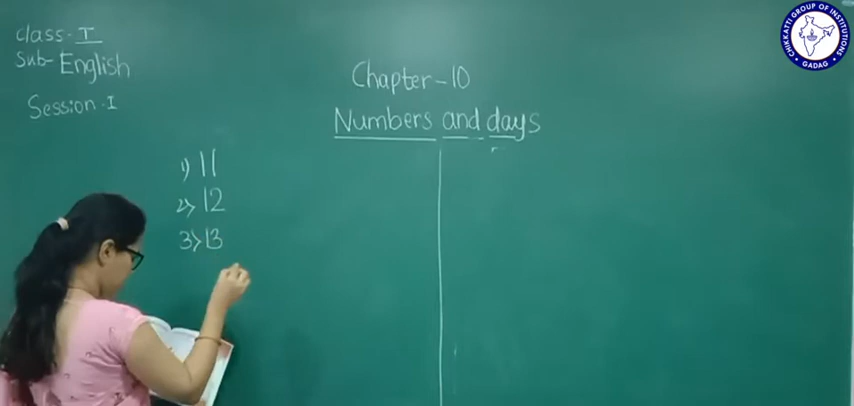 class - I
Sub- English
Session - I
Chapter - 10
Numbers and days
1) 11
2) 12
3) 13
CHIKKATTI GROUP OF INSTITUTIONS
GADAG